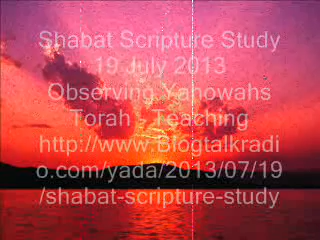 Shabat Scripture Study
19 July 2013
Observing Yahowahs
Torah / Teaching
http://www.Blogtalkradi
o.com/yada/2013/07/19
/shabat-scripture-study